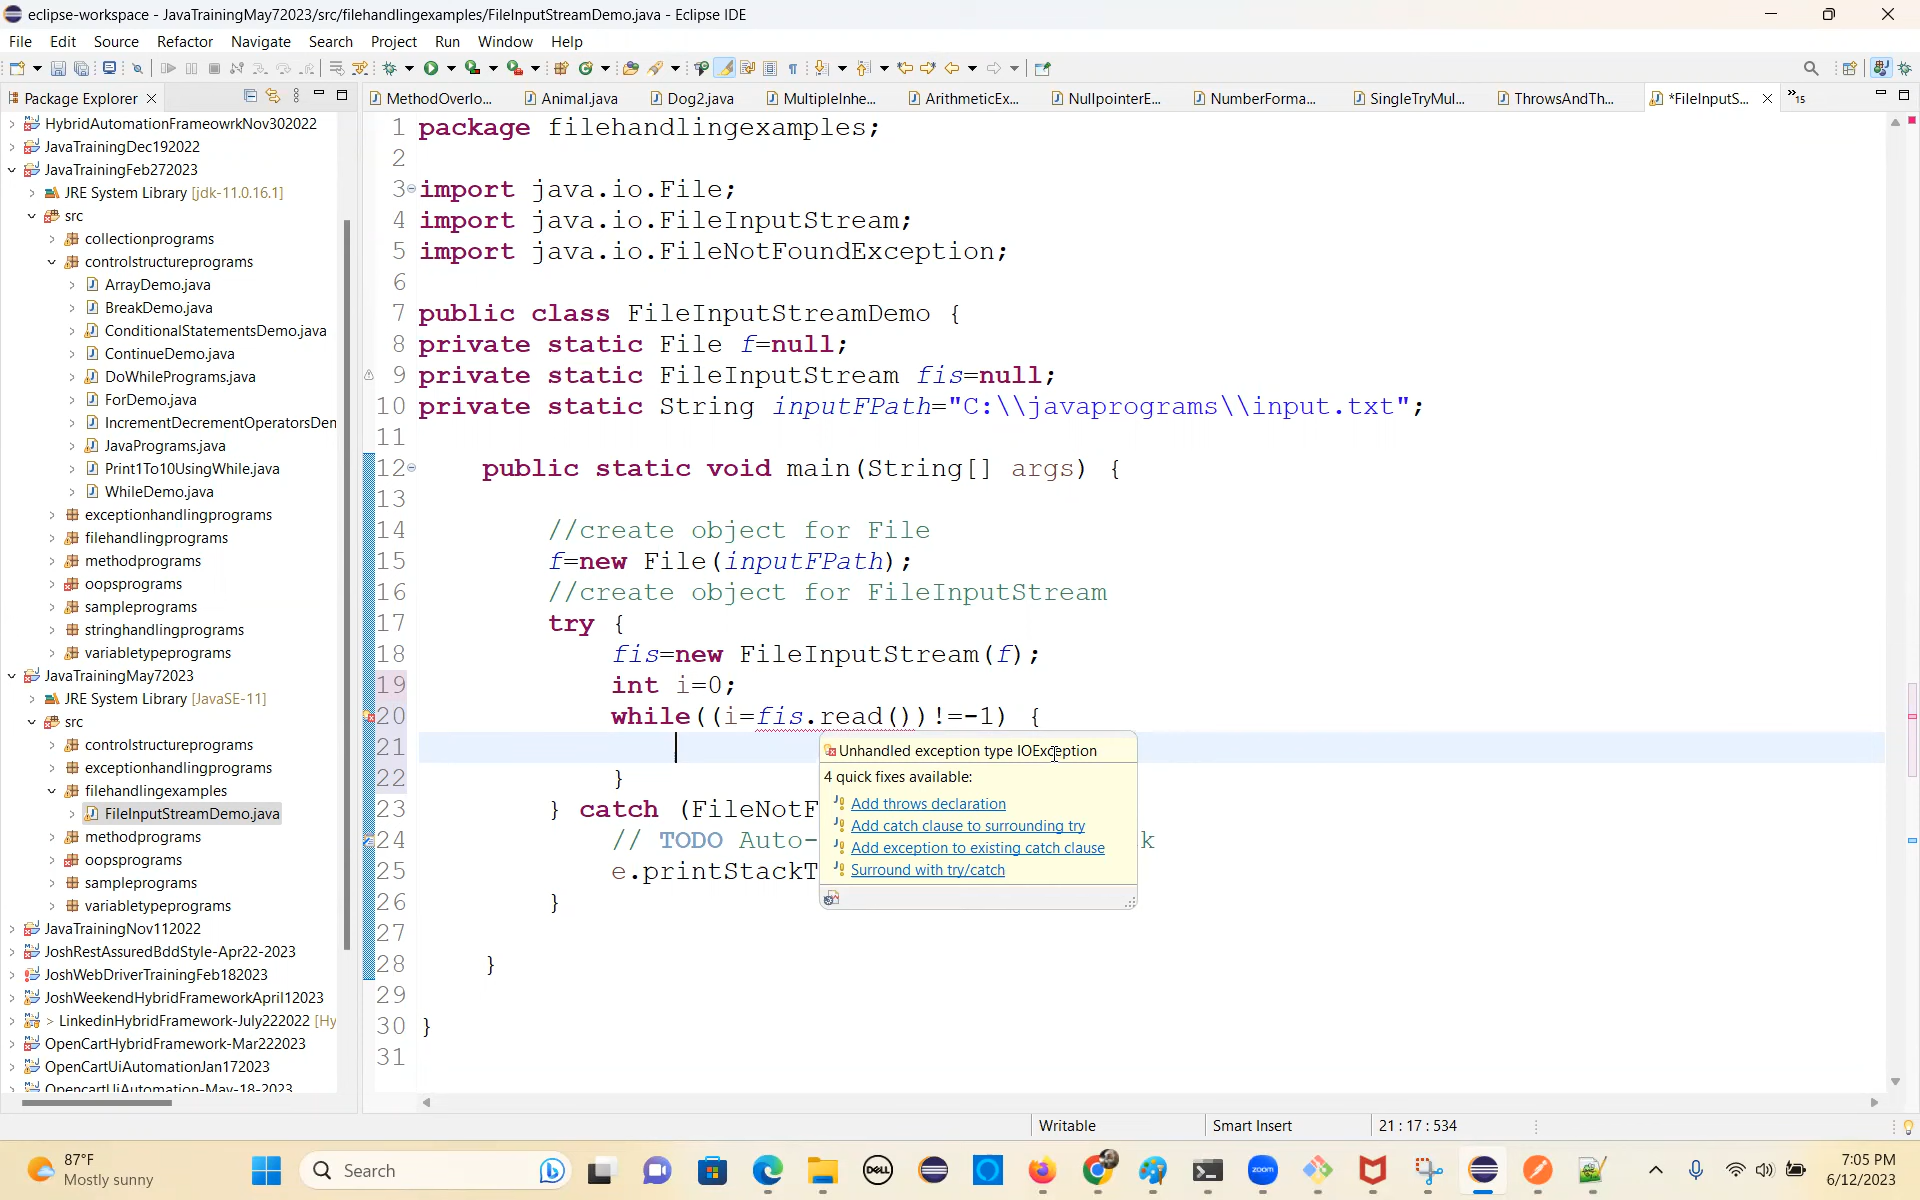 eclipse-workspace - JavaTrainingMay72023/src/filehandlingexamples/FileInputStreamDemo.java - Eclipse IDE
File Edit Source Refactor Navigate Search Project Run Window Help
Package Explorer
MethodOverlo... Animal.java Dog2.java MultipleInhe... ArithmeticEx... NullpointerE... NumberForma... SingleTryMul... ThrowsAndTh... *FileInputS... »15
HybridAutomationFrameowrkNov302022
JavaTrainingDec192022
JavaTrainingFeb272023
JRE System Library [jdk-11.0.16.1]
src
collectionprograms
controlstructureprograms
ArrayDemo.java
BreakDemo.java
ConditionalStatementsDemo.java
ContinueDemo.java
DoWhilePrograms.java
ForDemo.java
IncrementDecrementOperatorsDen
JavaPrograms.java
Print1To10UsingWhile.java
WhileDemo.java
exceptionhandlingprograms
filehandlingprograms
methodprograms
oopsprograms
sampleprograms
stringhandlingprograms
variabletypeprograms
JavaTrainingMay72023
JRE System Library [JavaSE-11]
src
controlstructureprograms
exceptionhandlingprograms
filehandlingexamples
FileInputStreamDemo.java
methodprograms
oopsprograms
sampleprograms
variabletypeprograms
JavaTrainingNov112022
JoshRestAssuredBddStyle-Apr22-2023
JoshWebDriverTrainingFeb182023
JoshWeekendHybridFrameworkApril12023
> LinkedinHybridFramework-July222022 [Hy
OpenCartHybridFramework-Mar222023
OpenCartUiAutomationJan172023
OpencartUiAutomation-May-18-2023
1 package filehandlingexamples;
2
3 import java.io.File;
4 import java.io.FileInputStream;
5 import java.io.FileNotFoundException;
6
7 public class FileInputStreamDemo {
8 private static File f=null;
9 private static FileInputStream fis=null;
10 private static String inputFPath="C:\\javaprograms\\input.txt";
11
12 public static void main(String[] args) {
13
14 //create object for File
15 f=new File(inputFPath);
16 //create object for FileInputStream
17 try {
18 fis=new FileInputStream(f);
19 int i=0;
20 while((i=fis.read())!=-1) {
21
22 }
23 } catch (FileNotF
24 // TODO Auto- k
25 e.printStackT
26 }
27
28 }
29
30 }
31
Unhandled exception type IOException
4 quick fixes available:
Add throws declaration
Add catch clause to surrounding try
Add exception to existing catch clause
Surround with try/catch
Writable Smart Insert 21 : 17 : 534
87°F
Mostly sunny
Search
DELL
zoom
7:05 PM
6/12/2023